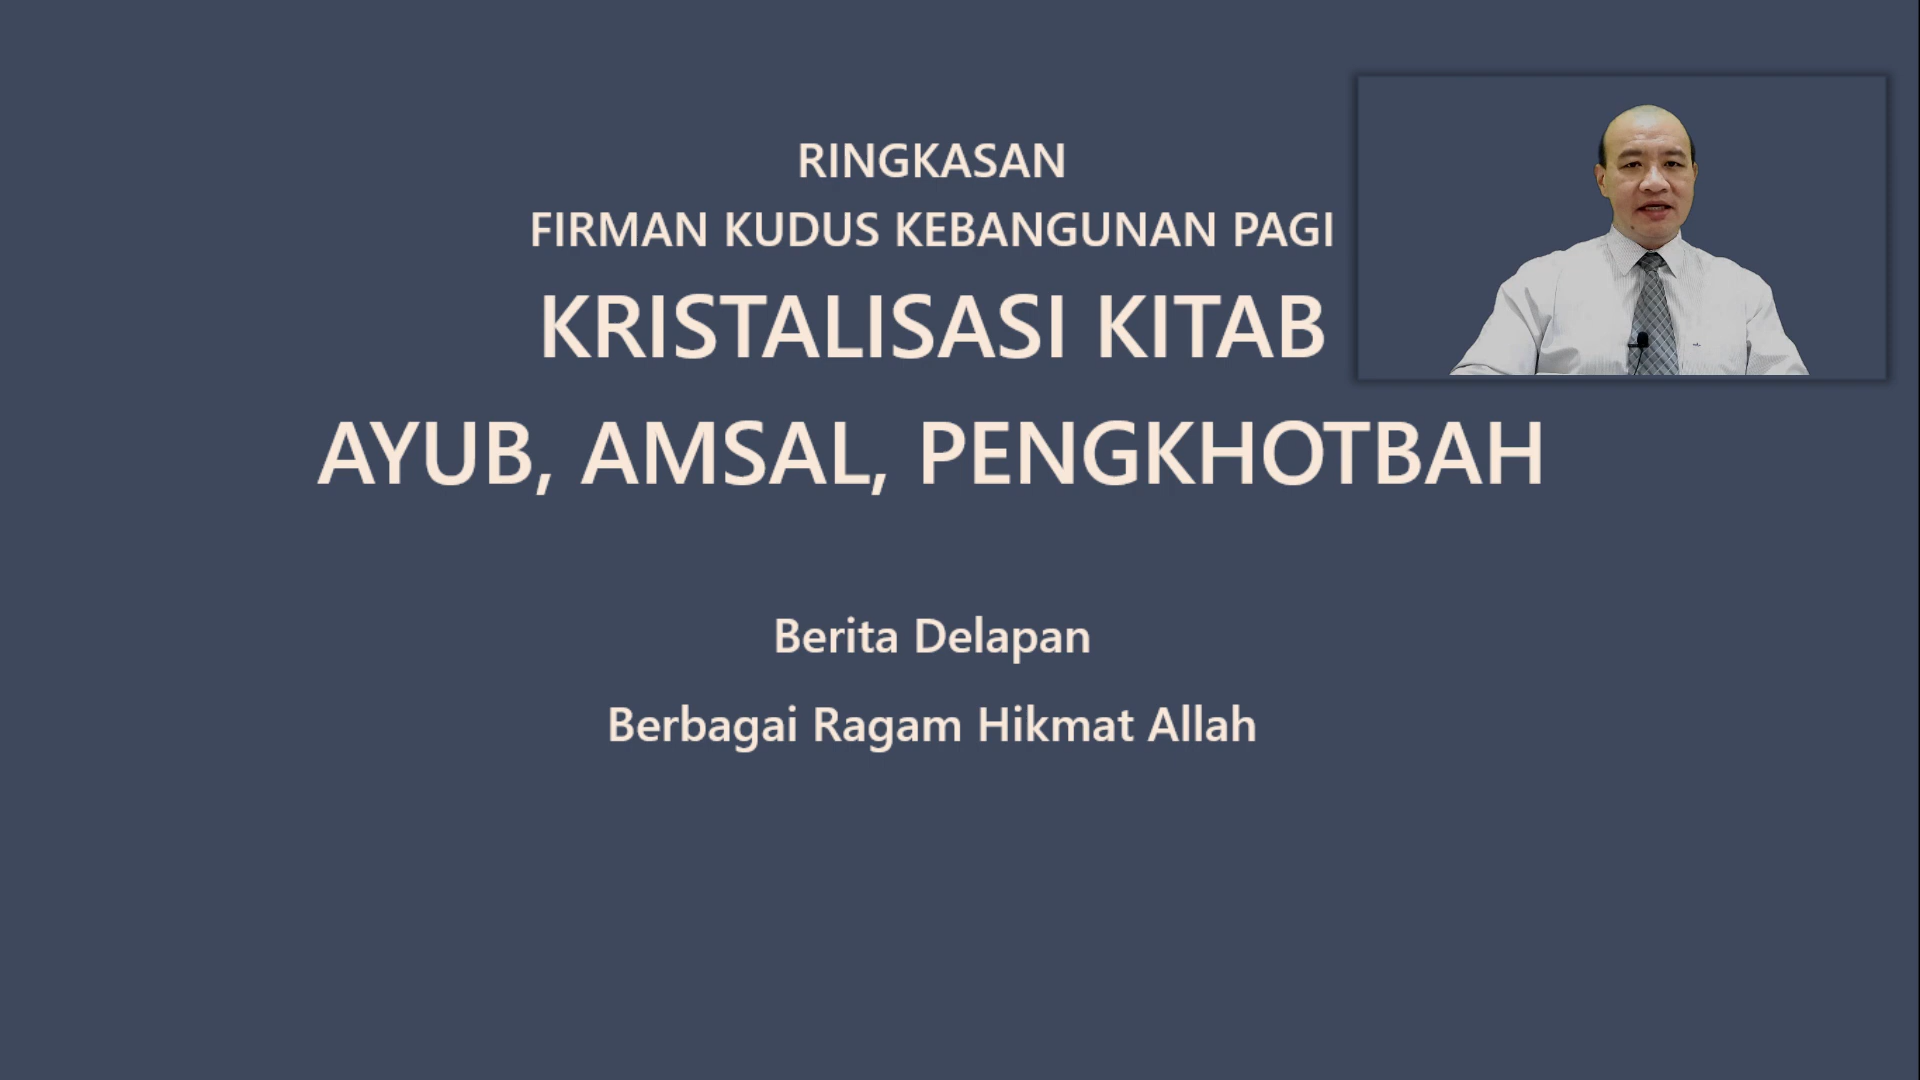 RINGKASAN
FIRMAN KUDUS KEBANGUNAN PAGI
KRISTALISASI KITAB
AYUB, AMSAL, PENGKHOTBAH
Berita Delapan
Berbagai Ragam Hikmat Allah